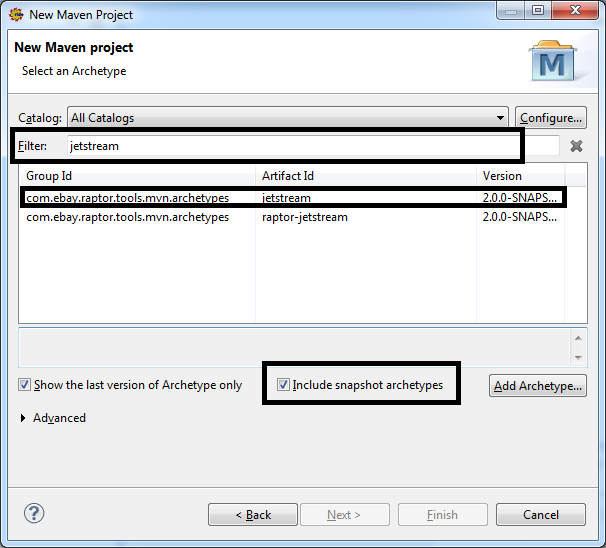 New Maven Project
New Maven project
Select an Archetype
M
Catalog: All Catalogs Configure...
Filter: jetstream
Group Id Artifact Id Version
com.ebay.raptor.tools.mvn.archetypes jetstream 2.0.0-SNAPS...
com.ebay.raptor.tools.mvn.archetypes raptor-jetstream 2.0.0-SNAPS...
Show the last version of Archetype only Include snapshot archetypes Add Archetype...
Advanced
? < Back Next > Finish Cancel